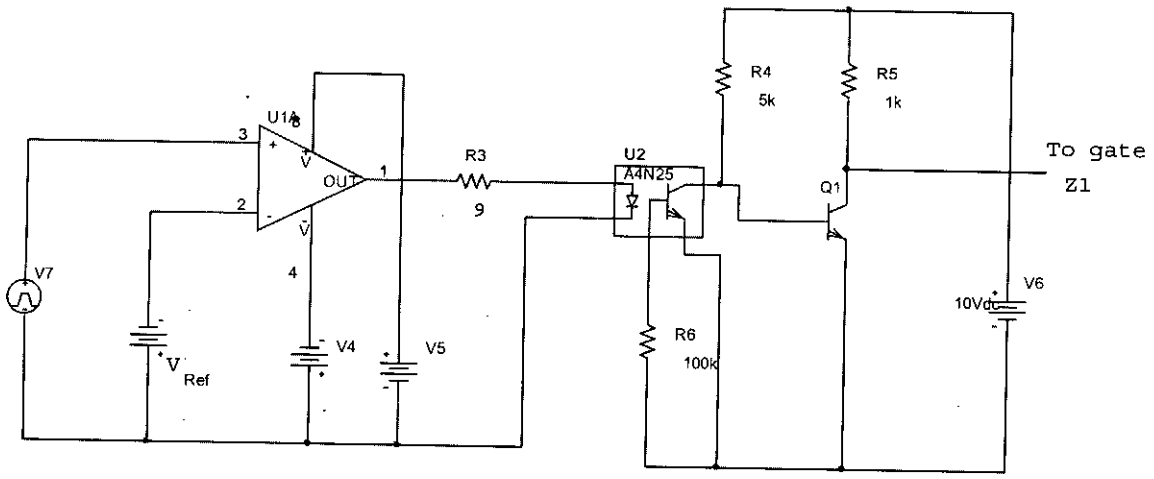 R4
5k
R5
1k
U1A
8
3
+
V
OUT
1
2
-
-
V
4
R3
9
U2
A4N25
Q1
To gate
Z1
V7
+
-
-
+
V
Ref
-
V4
+
+
V5
-
R6
100k
+
V6
10Vdc
-